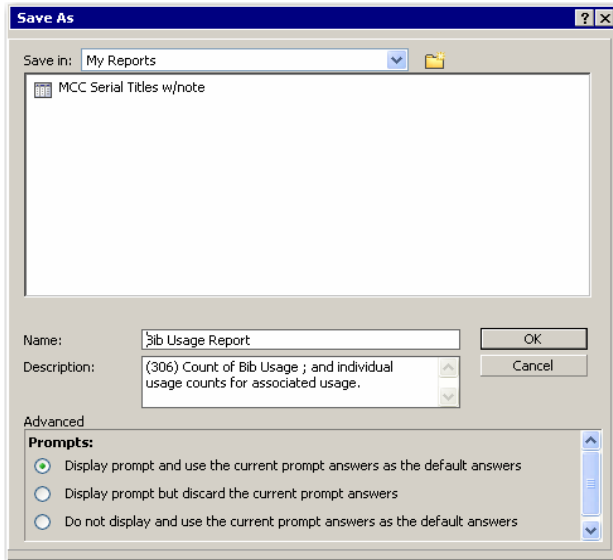 Save As
Save in: My Reports
MCC Serial Titles w/note
Name: Bib Usage Report OK
Description: (306) Count of Bib Usage ; and individual Cancel
usage counts for associated usage.
Advanced
Prompts:
Display prompt and use the current prompt answers as the default answers
Display prompt but discard the current prompt answers
Do not display and use the current prompt answers as the default answers